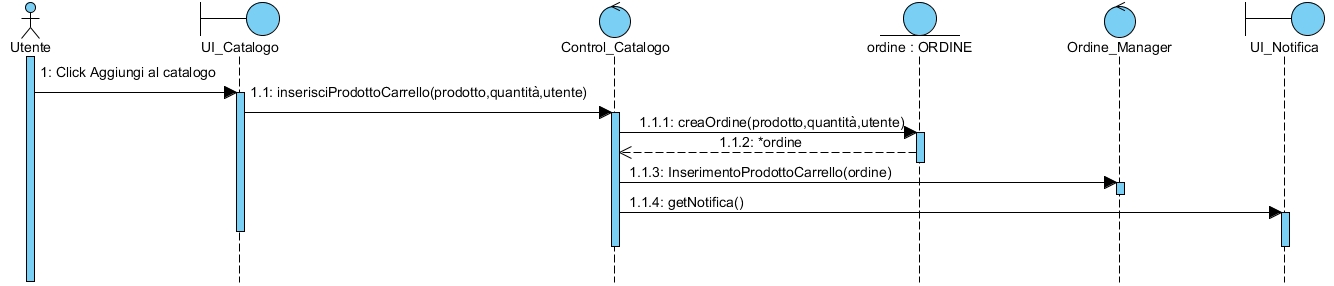 Utente
UI_Catalogo
Control_Catalogo
ordine : ORDINE
Ordine_Manager
UI_Notifica
1: Click Aggiungi al catalogo
1.1: inserisciProdottoCarrello(prodotto,quantità,utente)
1.1.1: creaOrdine(prodotto,quantità,utente)
1.1.2: *ordine
1.1.3: InserimentoProdottoCarrello(ordine)
1.1.4: getNotifica()